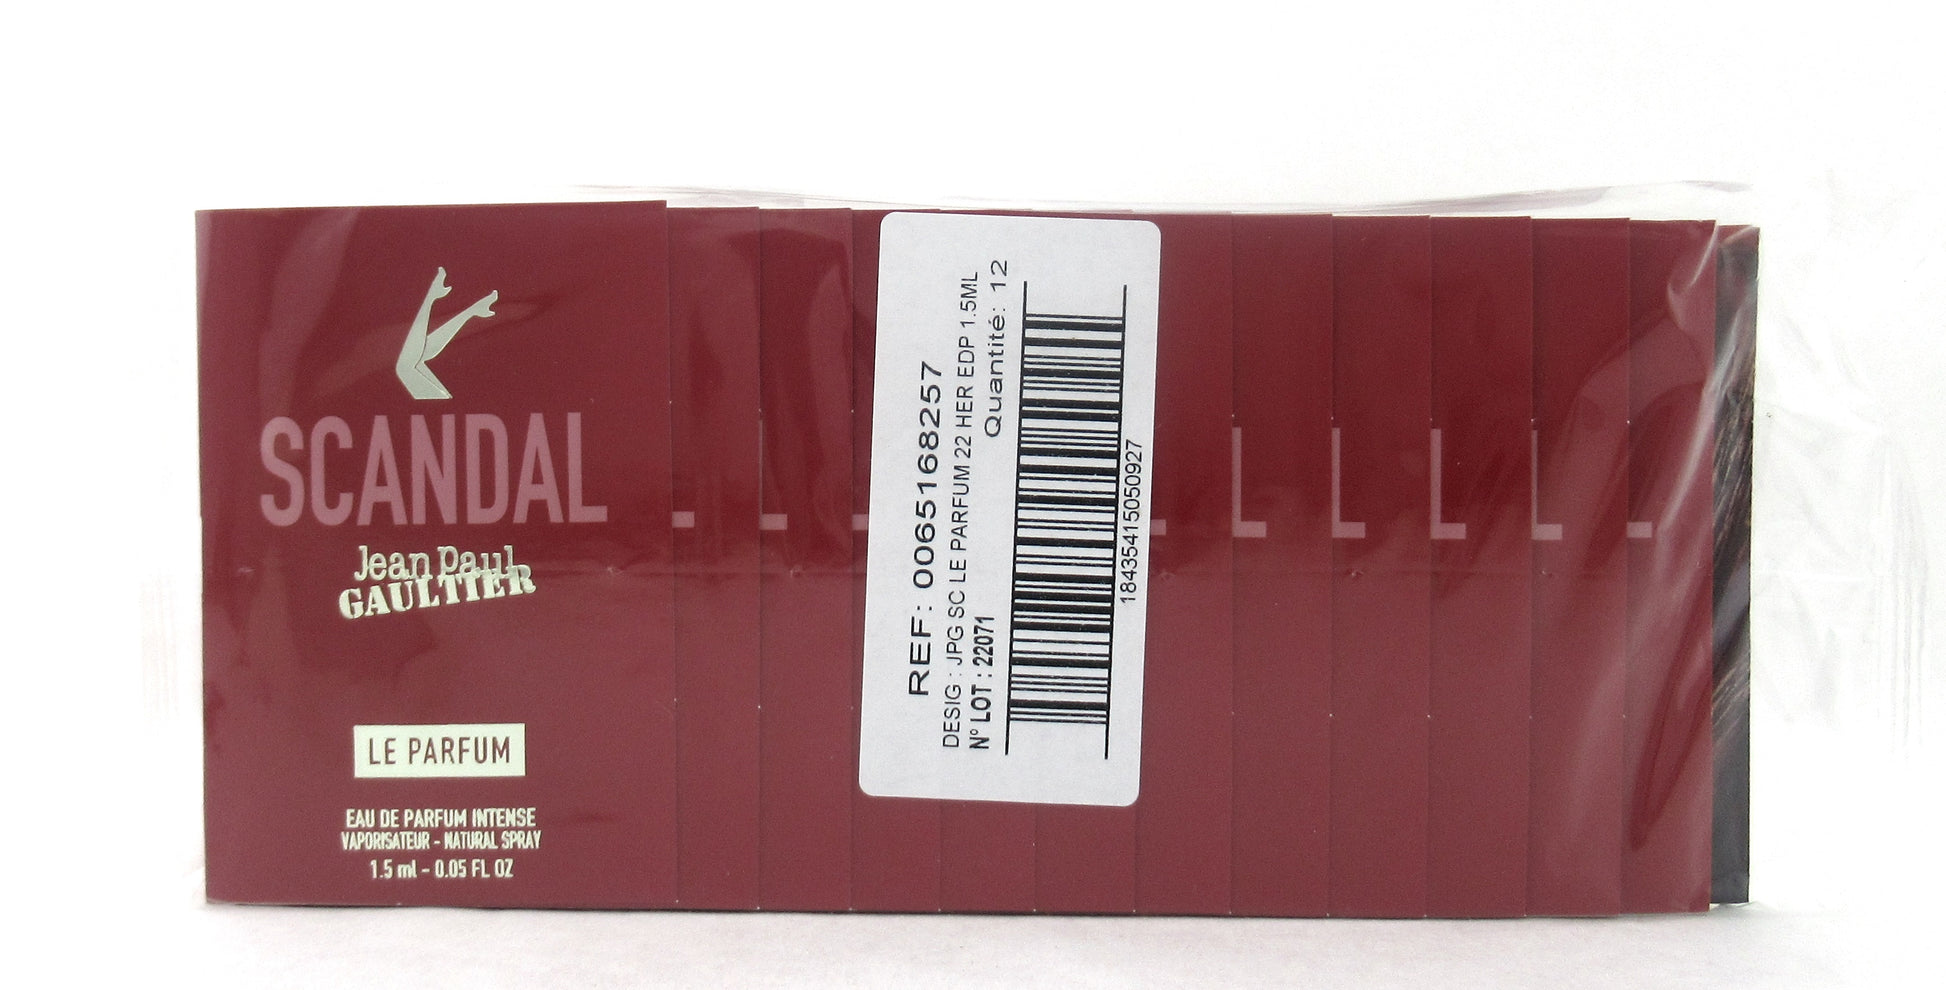 SCANDAL
Jean Paul
GAULTIER
LE PARFUM
EAU DE PARFUM INTENSE
VAPORISATEUR - NATURAL SPRAY
1.5 ml - 0.05 FL OZ
REF: 0065168257
DESIG : JPG SC LE PARFUM 22 HER EDP 1.5ML
Quantité: 12
N° LOT : 22071
18435415050927
L
L
L
L
L
L
L